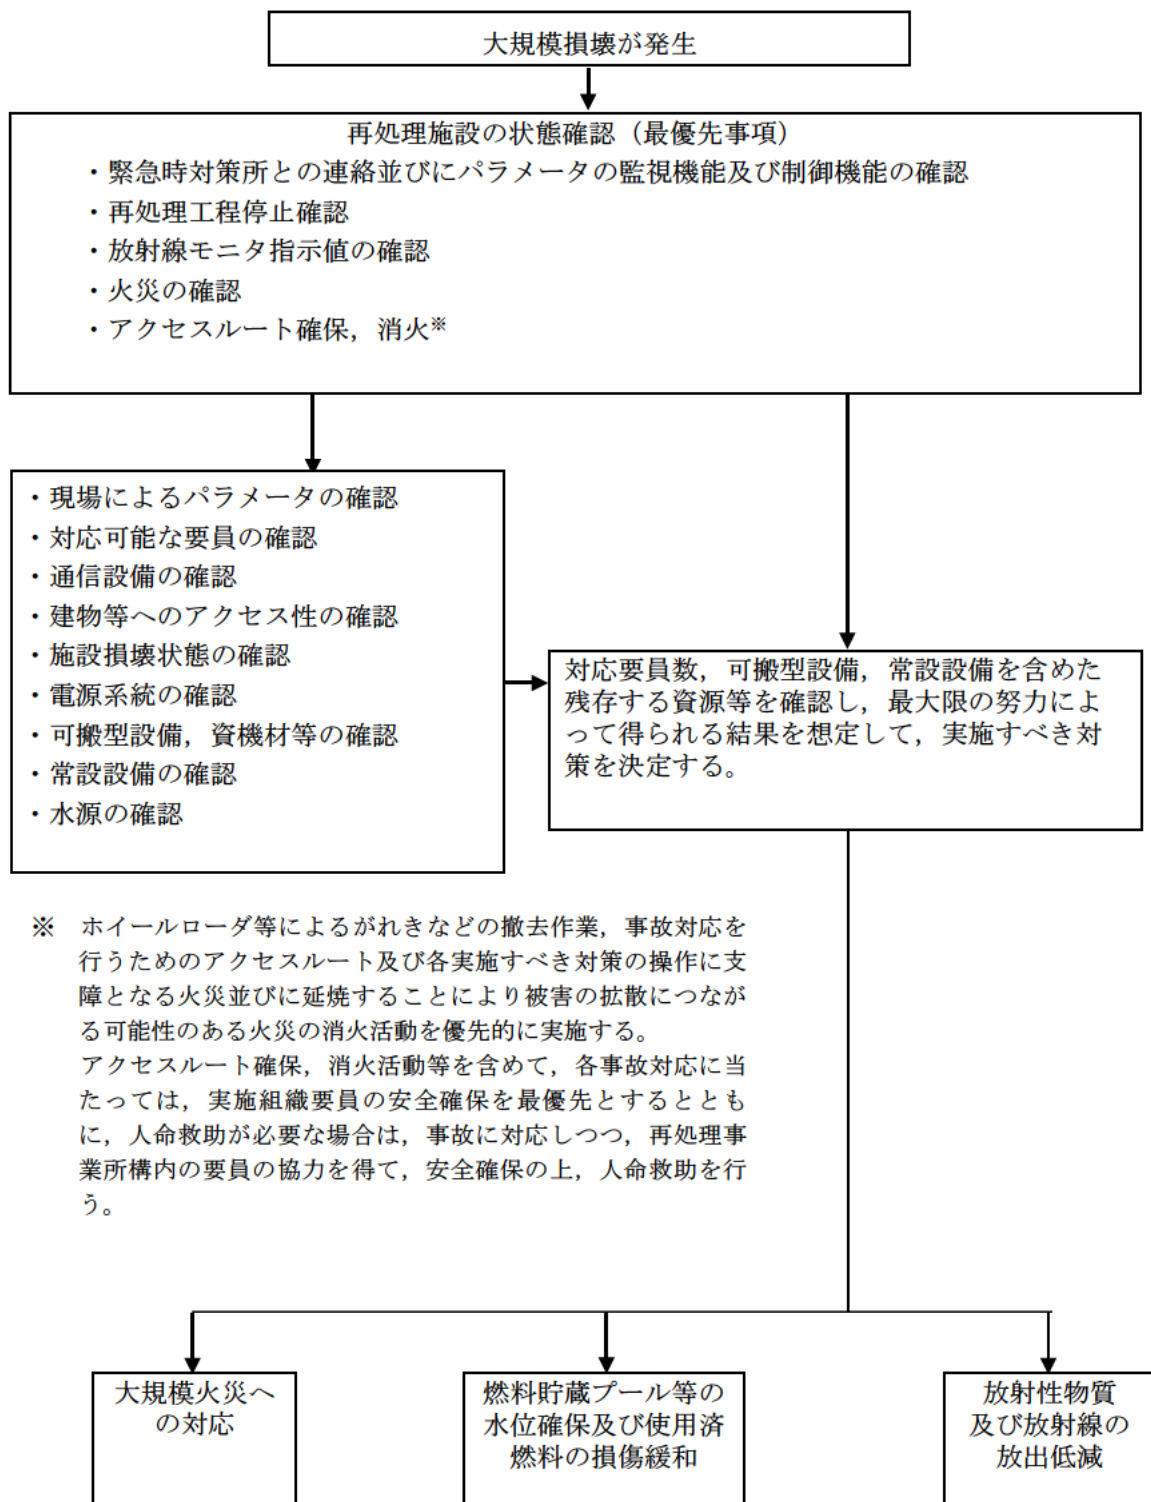 大規模損壊が発生
再処理施設の状態確認（最優先事項）
・緊急時対策所との連絡並びにパラメータの監視機能及び制御機能の確認
・再処理工程停止確認
・放射線モニタ指示値の確認
・火災の確認
・アクセスルート確保，消火※
・現場によるパラメータの確認
・対応可能な要員の確認
・通信設備の確認
・建物等へのアクセス性の確認
・施設損壊状態の確認
・電源系統の確認
・可搬型設備，資機材等の確認
・常設設備の確認
・水源の確認
対応要員数，可搬型設備，常設設備を含めた
残存する資源等を確認し，最大限の努力によ
って得られる結果を想定して，実施すべき対
策を決定する。
※　ホイールローダ等によるがれきなどの撤去作業，事故対応を
行うためのアクセスルート及び各実施すべき対策の操作に支
障となる火災並びに延焼することにより被害の拡散につなが
る可能性のある火災の消火活動を優先的に実施する。
アクセスルート確保，消火活動等を含めて，各事故対応に当
たっては，実施組織要員の安全確保を最優先とするととも
に，人命救助が必要な場合は，事故に対応しつつ，再処理事
業所構内の要員の協力を得て，安全確保の上，人命救助を行
う。
大規模火災へ
の対応
燃料貯蔵プール等の
水位確保及び使用済
燃料の損傷緩和
放射性物質
及び放射線の
放出低減